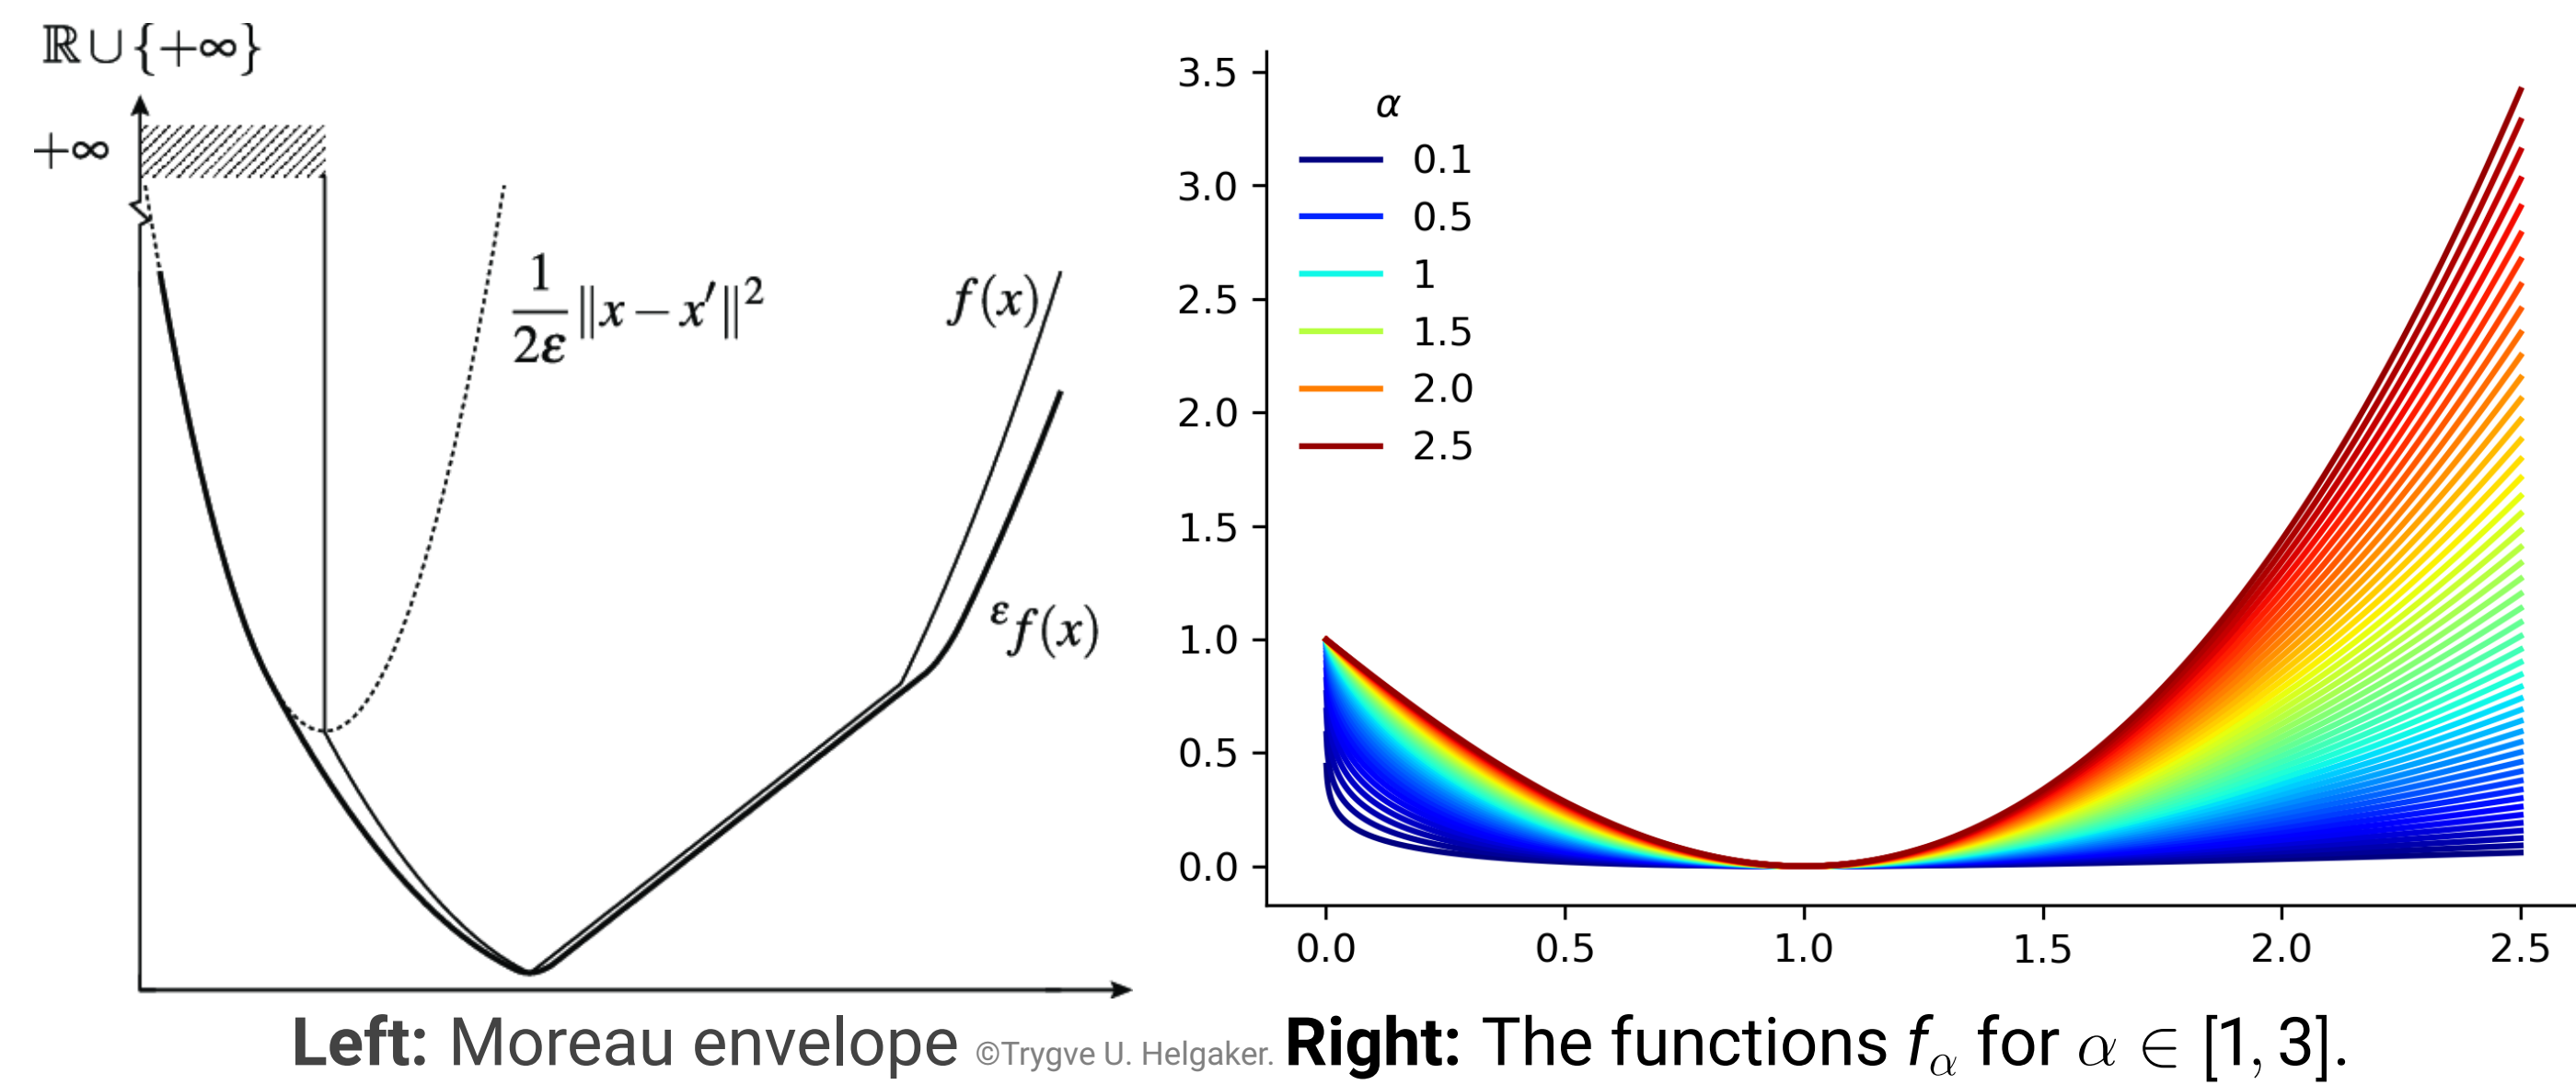 ℝ∪{+∞}
+∞
1/2ε ‖x − x′‖²
f(x)
εf(x)
3.5
3.0
2.5
2.0
1.5
1.0
0.5
0.0
α
0.1
0.5
1
1.5
2.0
2.5
0.0 0.5 1.0 1.5 2.0 2.5
Left: Moreau envelope ©Trygve U. Helgaker. Right: The functions fα for α ∈ [1, 3].